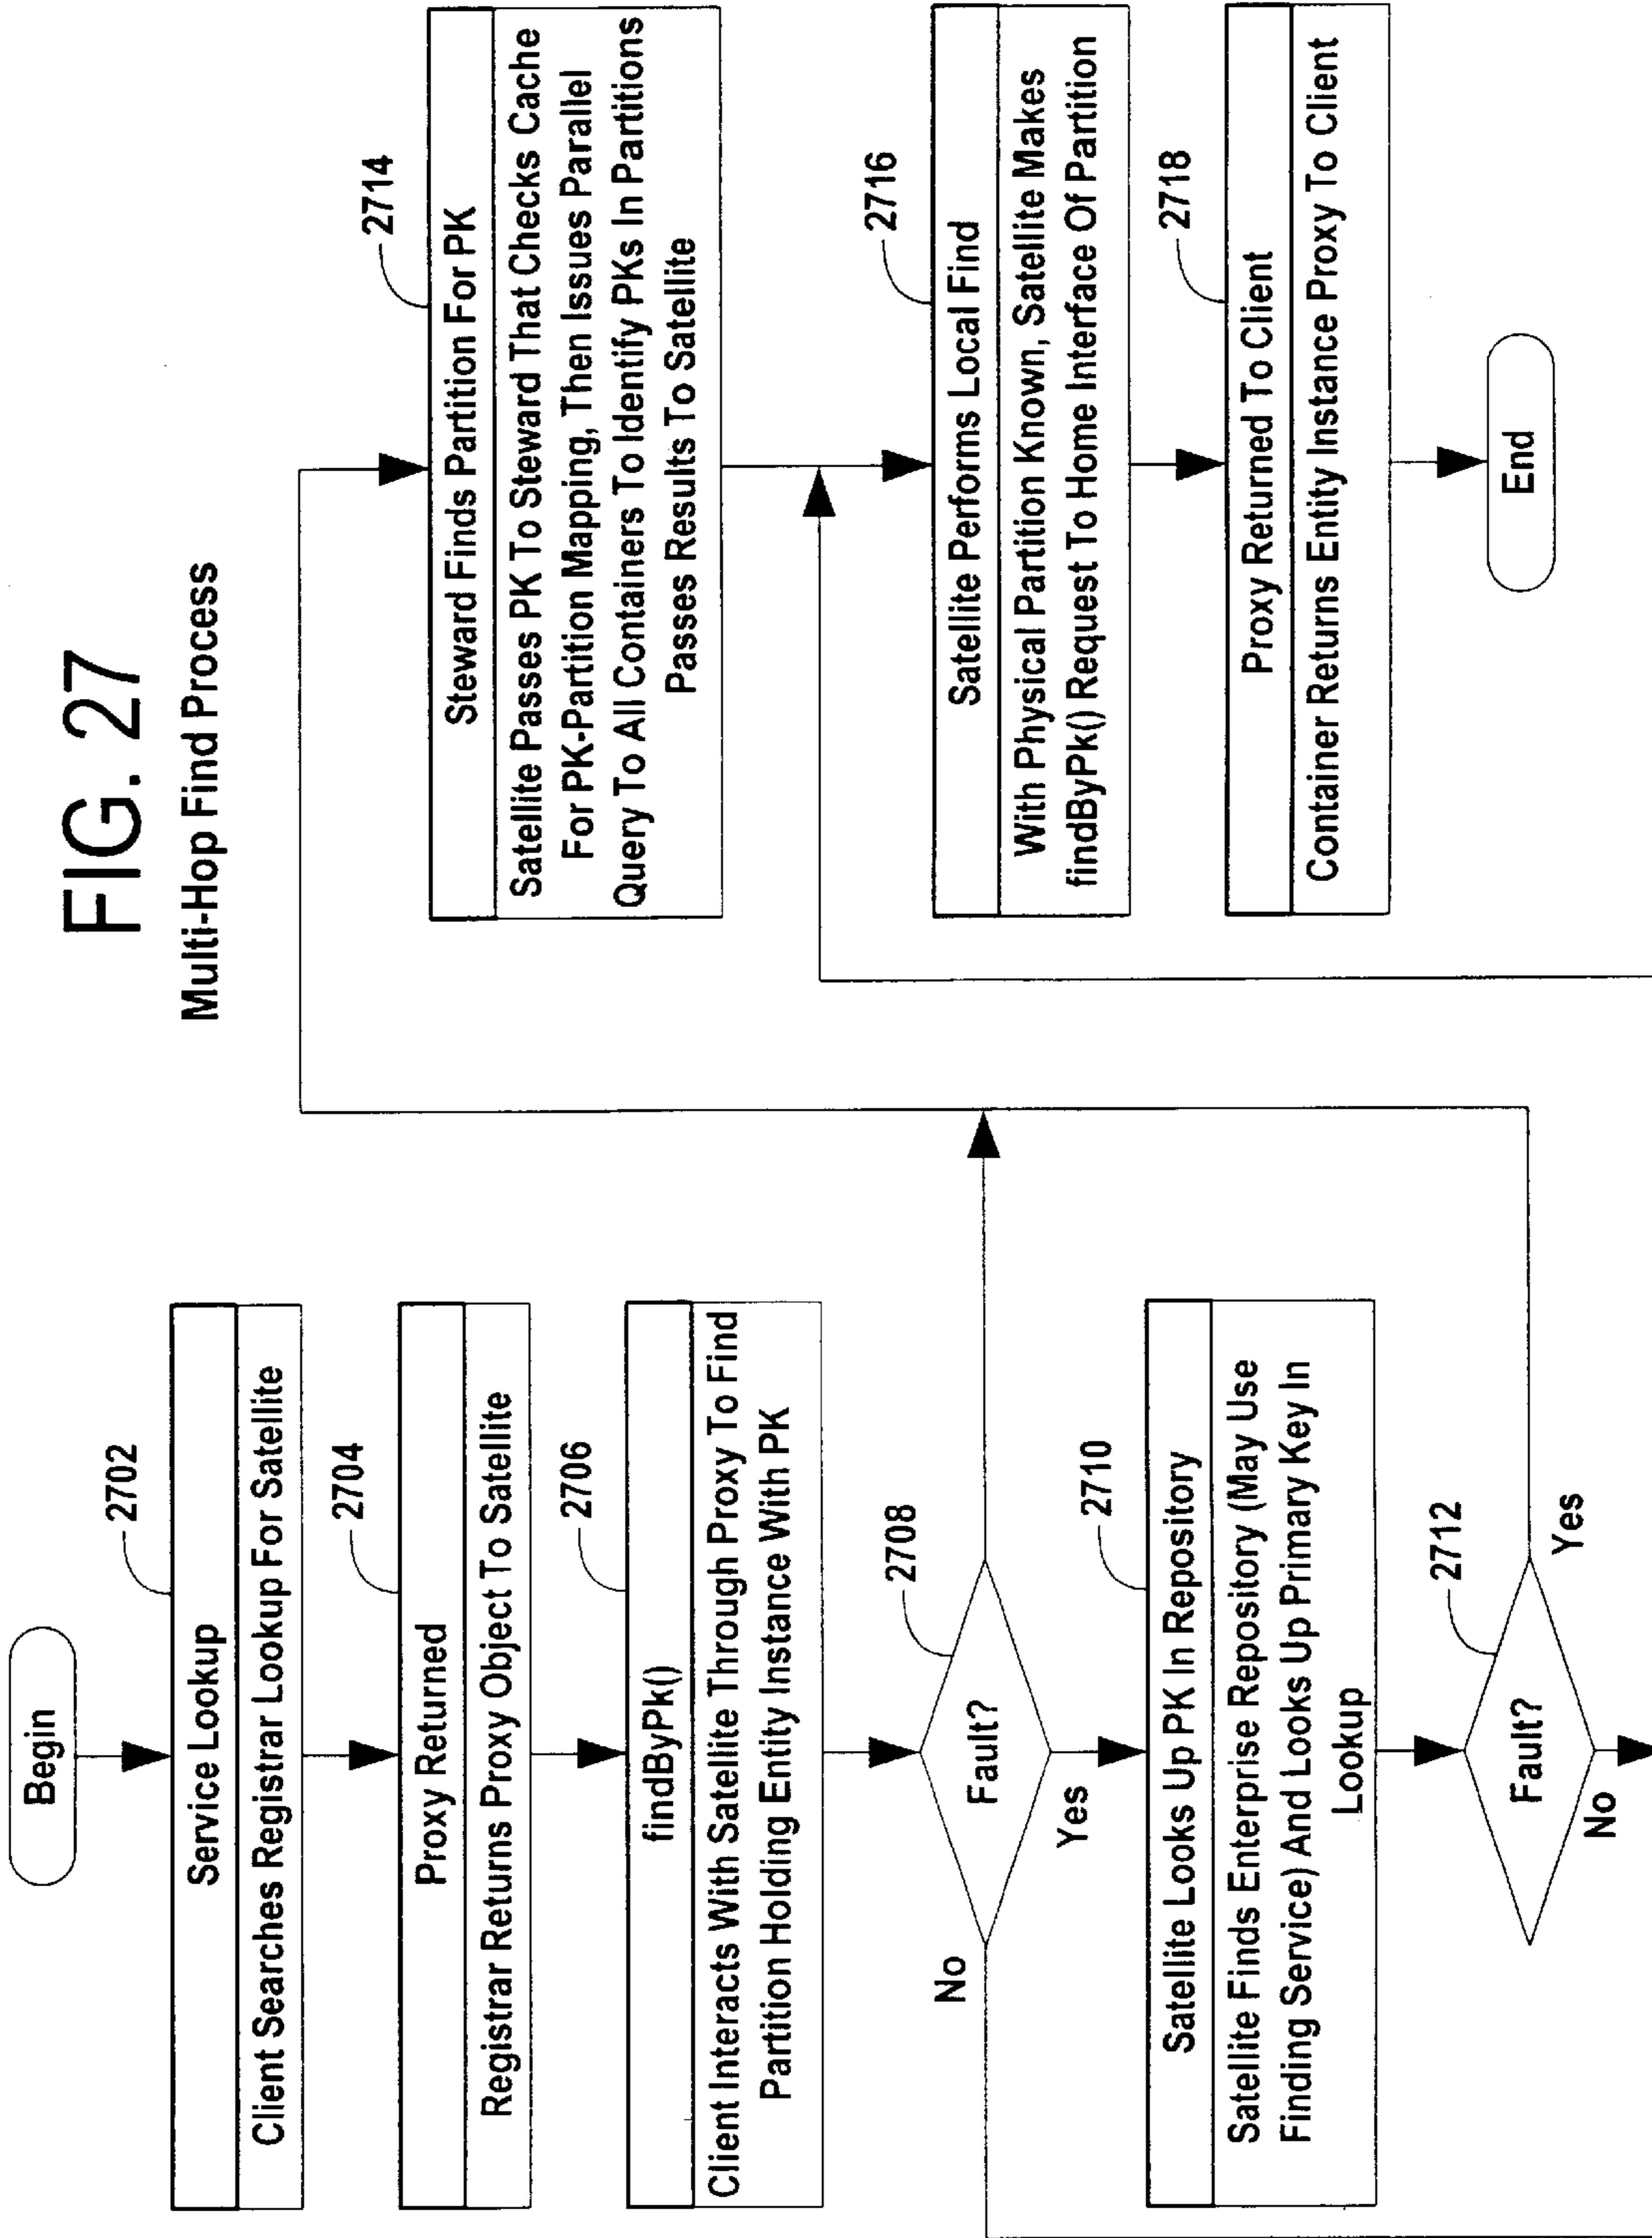 FIG. 27
Multi-Hop Find Process
Begin
2702
Service Lookup
Client Searches Registrar Lookup For Satellite
2704
Proxy Returned
Registrar Returns Proxy Object To Satellite
2706
findByPk()
Client Interacts With Satellite Through Proxy To Find
Partition Holding Entity Instance With PK
2708
Fault?
No
Yes
2710
Satellite Looks Up PK In Repository
Satellite Finds Enterprise Repository (May Use
Finding Service) And Looks Up Primary Key In
Lookup
2712
Fault?
Yes
No
2714
Steward Finds Partition For PK
Satellite Passes PK To Steward That Checks Cache
For PK-Partition Mapping, Then Issues Parallel
Query To All Containers To Identify PKs In Partitions
Passes Results To Satellite
2716
Satellite Performs Local Find
With Physical Partition Known, Satellite Makes
findByPk() Request To Home Interface Of Partition
2718
Proxy Returned To Client
Container Returns Entity Instance Proxy To Client
End